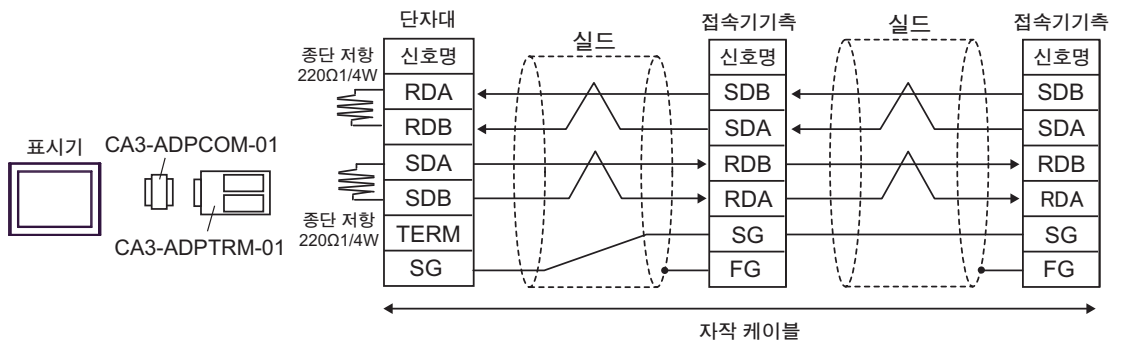 표시기
CA3-ADPCOM-01
CA3-ADPTRM-01
종단 저항
220Ω1/4W
종단 저항
220Ω1/4W
단자대
신호명
RDA
RDB
SDA
SDB
TERM
SG
실드
접속기기측
신호명
SDB
SDA
RDB
RDA
SG
FG
실드
접속기기측
신호명
SDB
SDA
RDB
RDA
SG
FG
자작 케이블